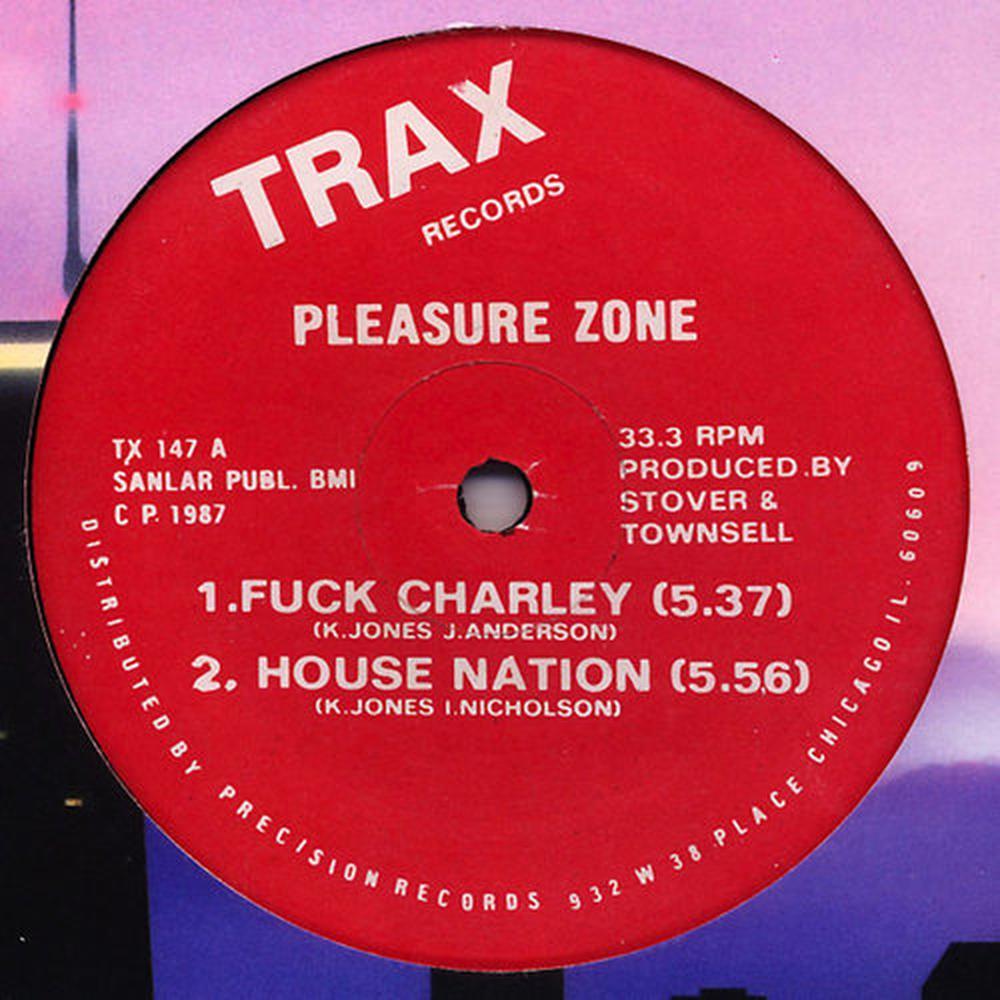 TRAX
RECORDS
PLEASURE ZONE
TX 147 A
SANLAR PUBL. BMI
C P. 1987
33.3 RPM
PRODUCED.BY
STOVER &
TOWNSELL
1.FUCK CHARLEY (5.37)
(K.JONES J.ANDERSON)
2. HOUSE NATION (5.56)
(K.JONES I.NICHOLSON)
DISTRIBUTED BY PRECISION RECORDS 932 W 38 PLACE CHICAGO IL. 60609